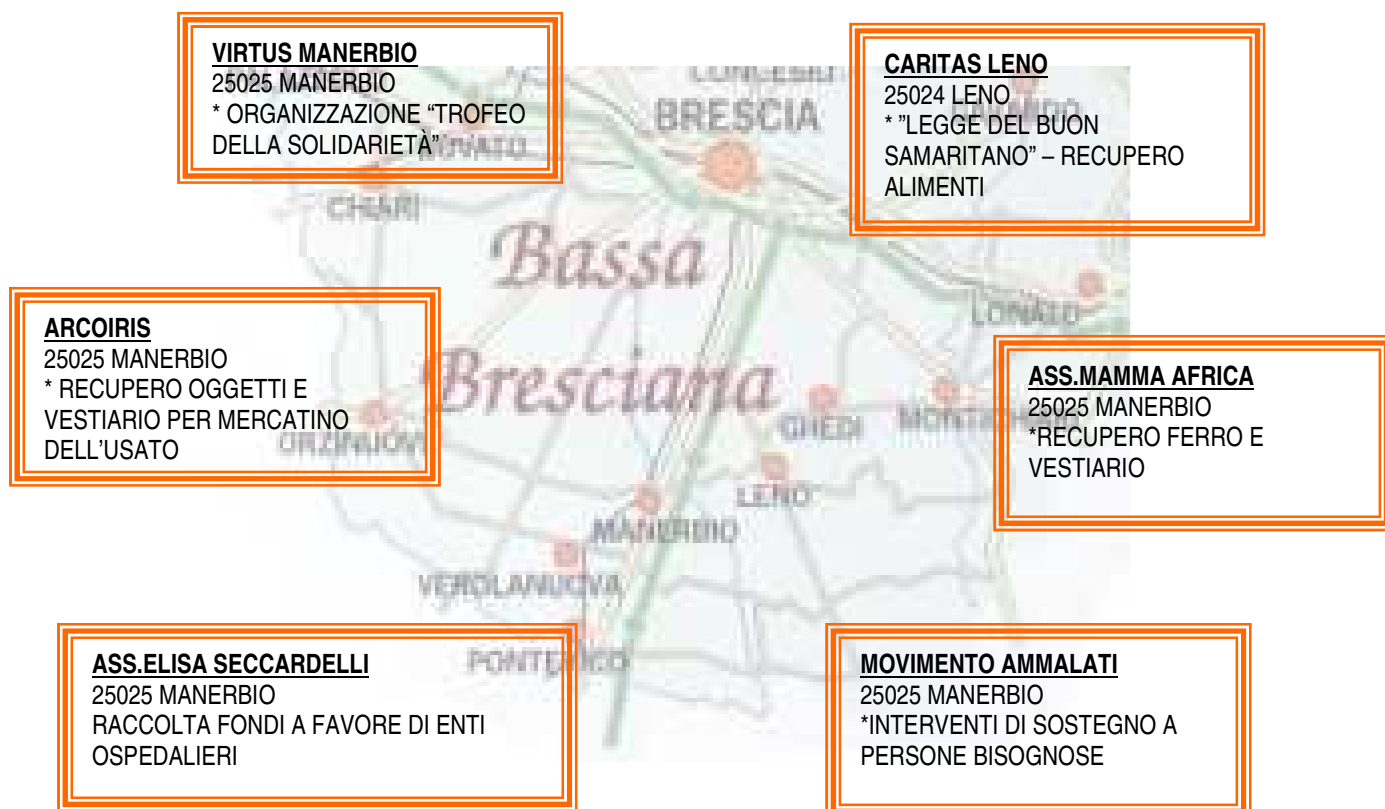 VIRTUS MANERBIO
25025 MANERBIO
* ORGANIZZAZIONE “TROFEO
DELLA SOLIDARIETÀ”
CARITAS LENO
25024 LENO
* ”LEGGE DEL BUON
SAMARITANO” – RECUPERO
ALIMENTI
CONCESIO
BRESCIA
CHIARI
Bassa
Bresciana
LONATO
ARCOIRIS
25025 MANERBIO
* RECUPERO OGGETTI E
VESTIARIO PER MERCATINO
DELL’USATO
ASS.MAMMA AFRICA
25025 MANERBIO
*RECUPERO FERRO E
VESTIARIO
ORZINUOVI
GHEDI
LENO
MANERBIO
VEROLANUOVA
ASS.ELISA SECCARDELLI
25025 MANERBIO
RACCOLTA FONDI A FAVORE DI ENTI
OSPEDALIERI
MOVIMENTO AMMALATI
25025 MANERBIO
*INTERVENTI DI SOSTEGNO A
PERSONE BISOGNOSE